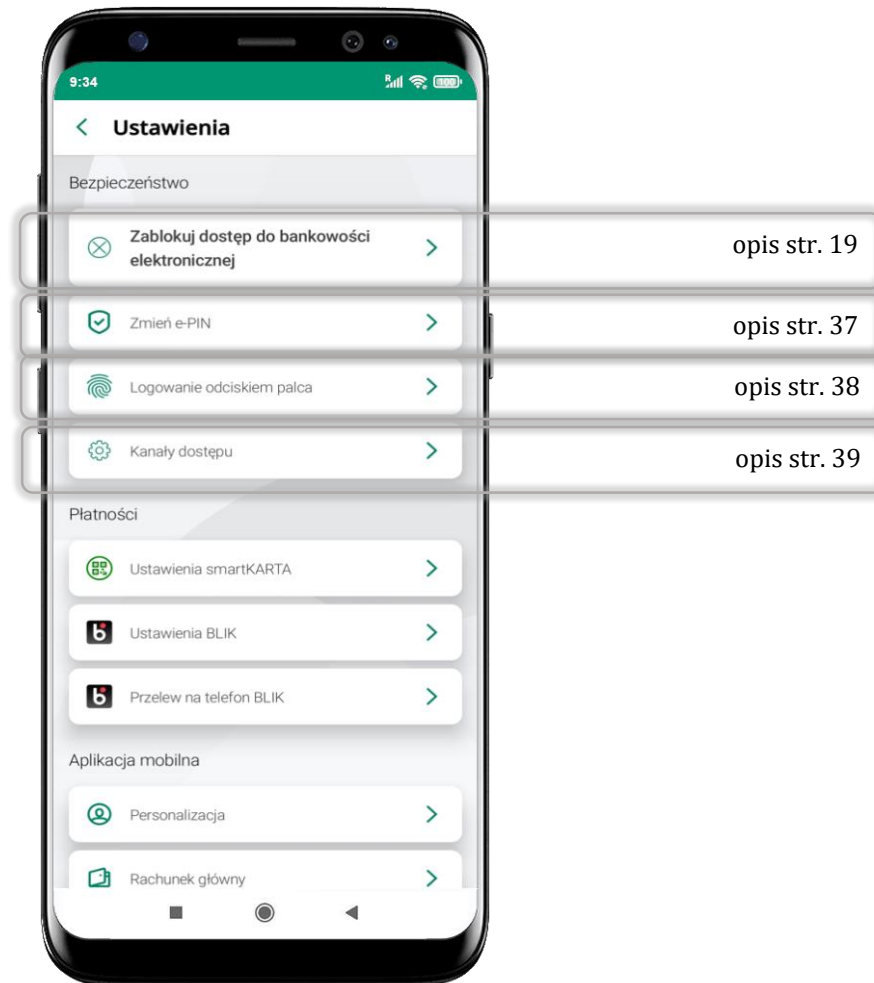 9:34
R
100
Ustawienia
Bezpieczeństwo
Zablokuj dostęp do bankowości
elektronicznej
opis str. 19
Zmień e-PIN
opis str. 37
Logowanie odciskiem palca
opis str. 38
Kanały dostępu
opis str. 39
Płatności
Ustawienia smartKARTA
Ustawienia BLIK
Przelew na telefon BLIK
Aplikacja mobilna
Personalizacja
Rachunek główny